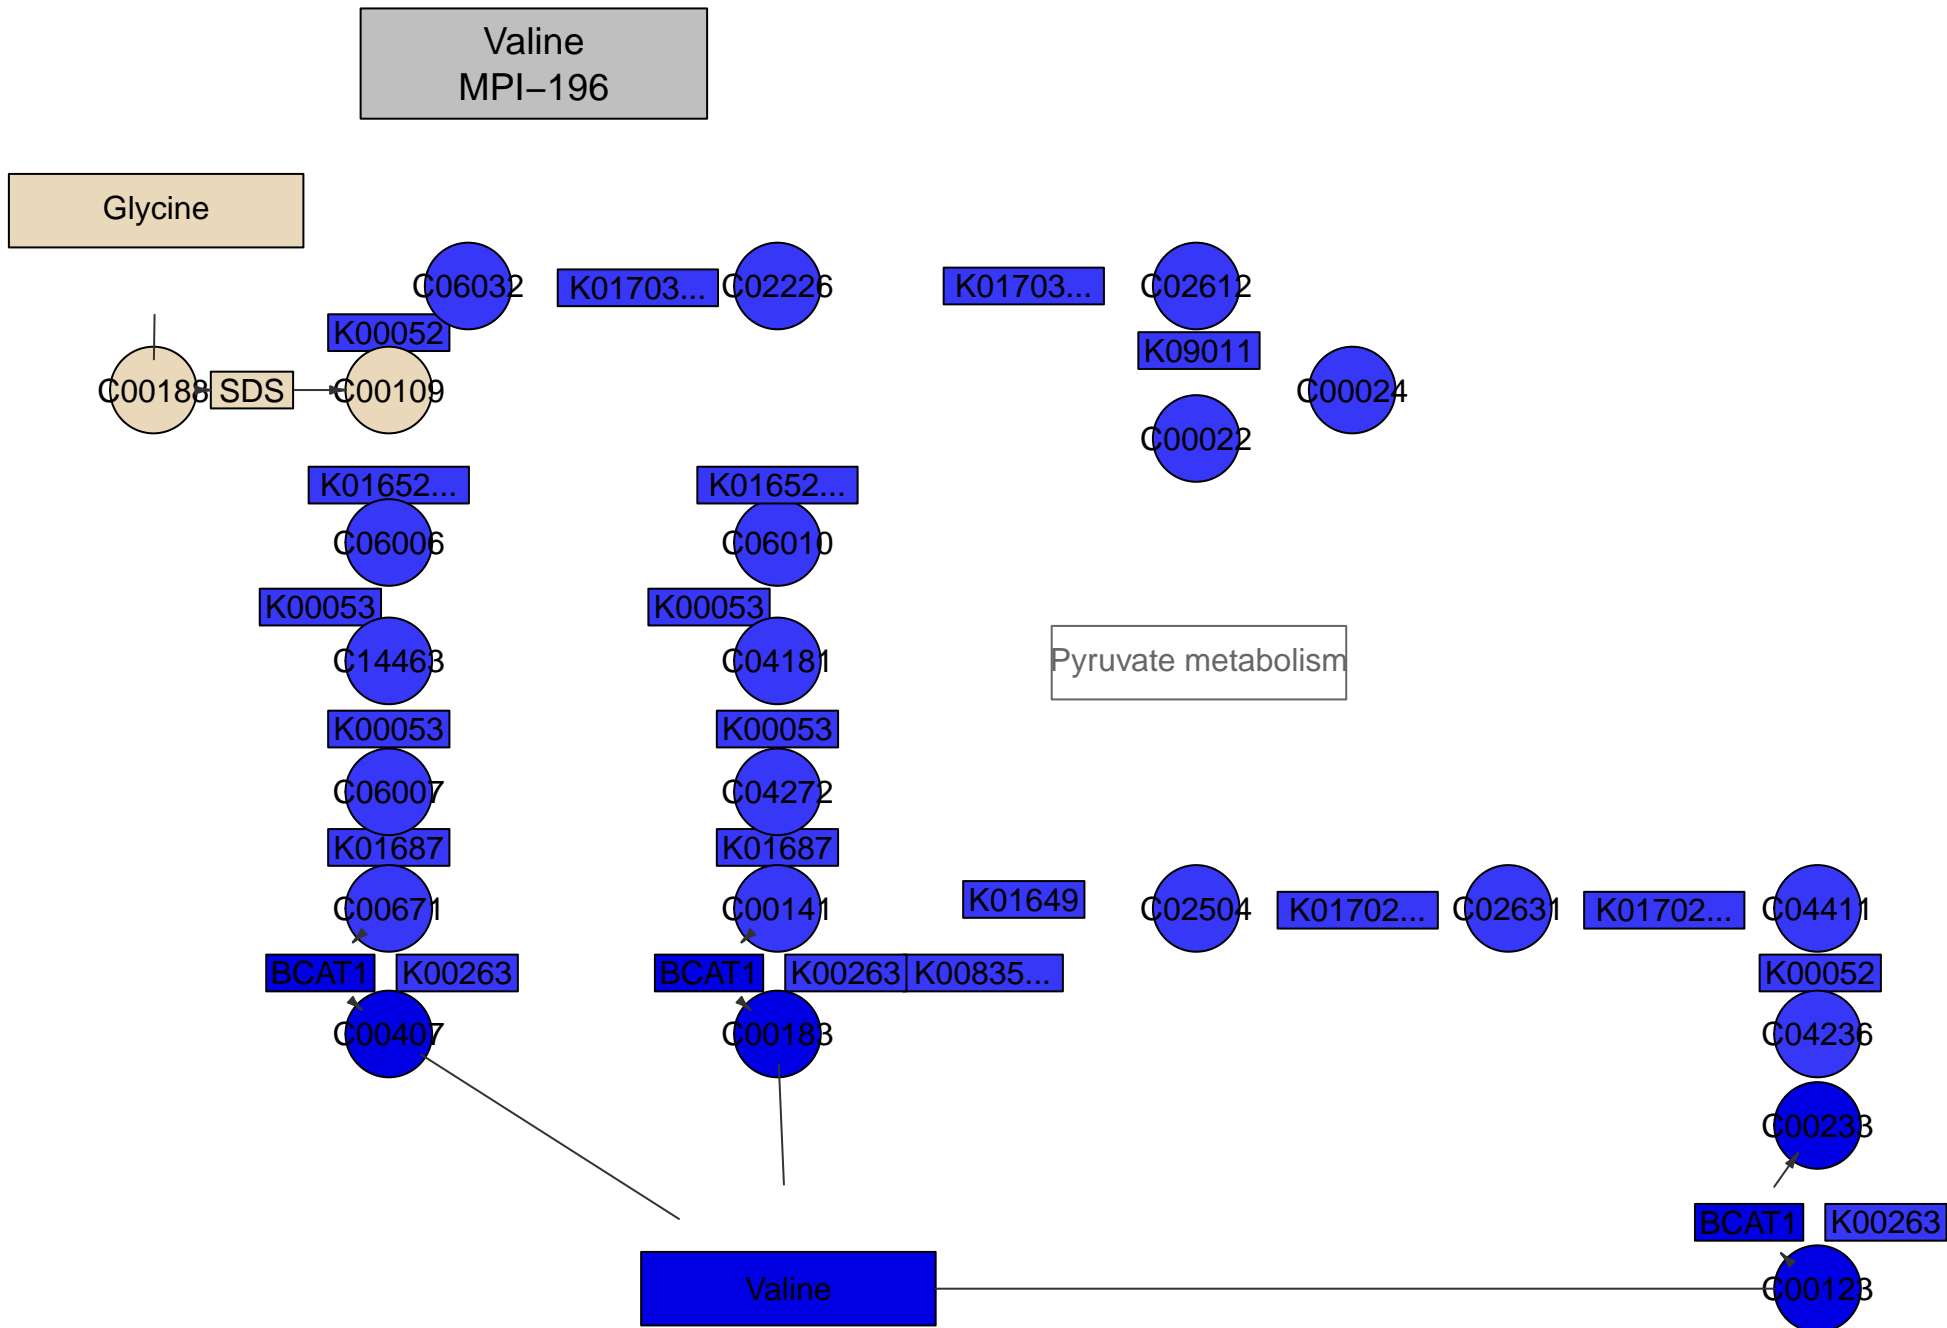 Valine
MPI−196
Glycine
C06032
K01703...
C02226
K01703...
C02612
K00052
K09011
C00188
SDS
C00109
C00024
C00022
K01652...
K01652...
C06006
C06010
K00053
K00053
C14463
C04181
Pyruvate metabolism
K00053
K00053
C06007
C04272
K01687
K01687
C00671
C00141
K01649
C02504
K01702...
C02631
K01702...
C04411
BCAT1
K00263
BCAT1
K00263
K00835...
K00052
C00407
C00183
C04236
C00233
BCAT1
K00263
Valine
C00123